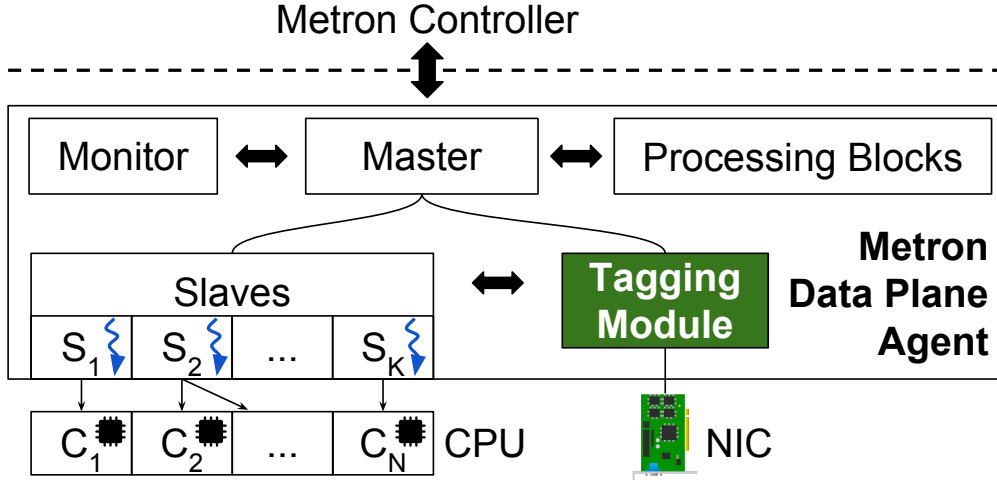 Metron Controller
Monitor
Master
Processing Blocks
Slaves
Tagging
Module
Metron
Data Plane
Agent
S1 S2 ... SK
C1 C2 ... CN CPU
NIC